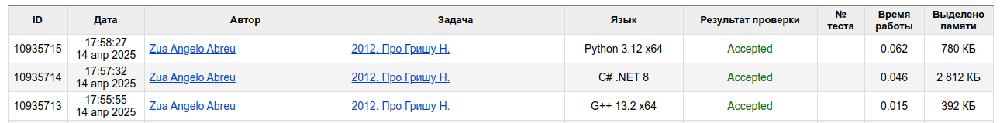 ID Дата Автор Задача Язык Результат проверки № теста Время работы Выделено памяти
10935715 17:58:27 14 апр 2025 Zua Angelo Abreu 2012. Про Гришу Н. Python 3.12 x64 Accepted 0.062 780 КБ
10935714 17:57:32 14 апр 2025 Zua Angelo Abreu 2012. Про Гришу Н. C# .NET 8 Accepted 0.046 2 812 КБ
10935713 17:55:55 14 апр 2025 Zua Angelo Abreu 2012. Про Гришу Н. G++ 13.2 x64 Accepted 0.015 392 КБ